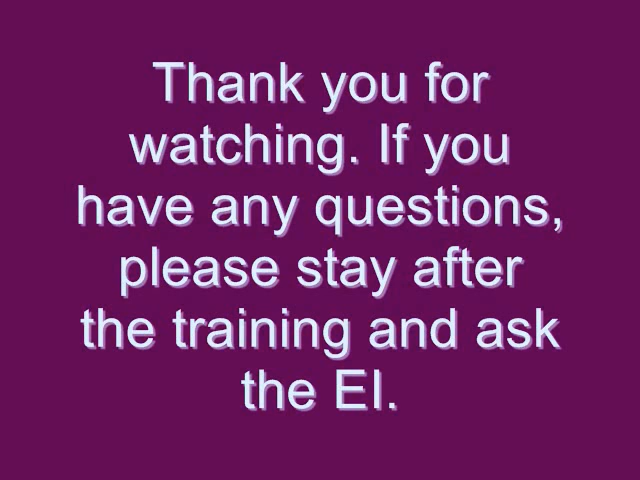 Thank you for
watching. If you
have any questions,
please stay after
the training and ask
the EI.